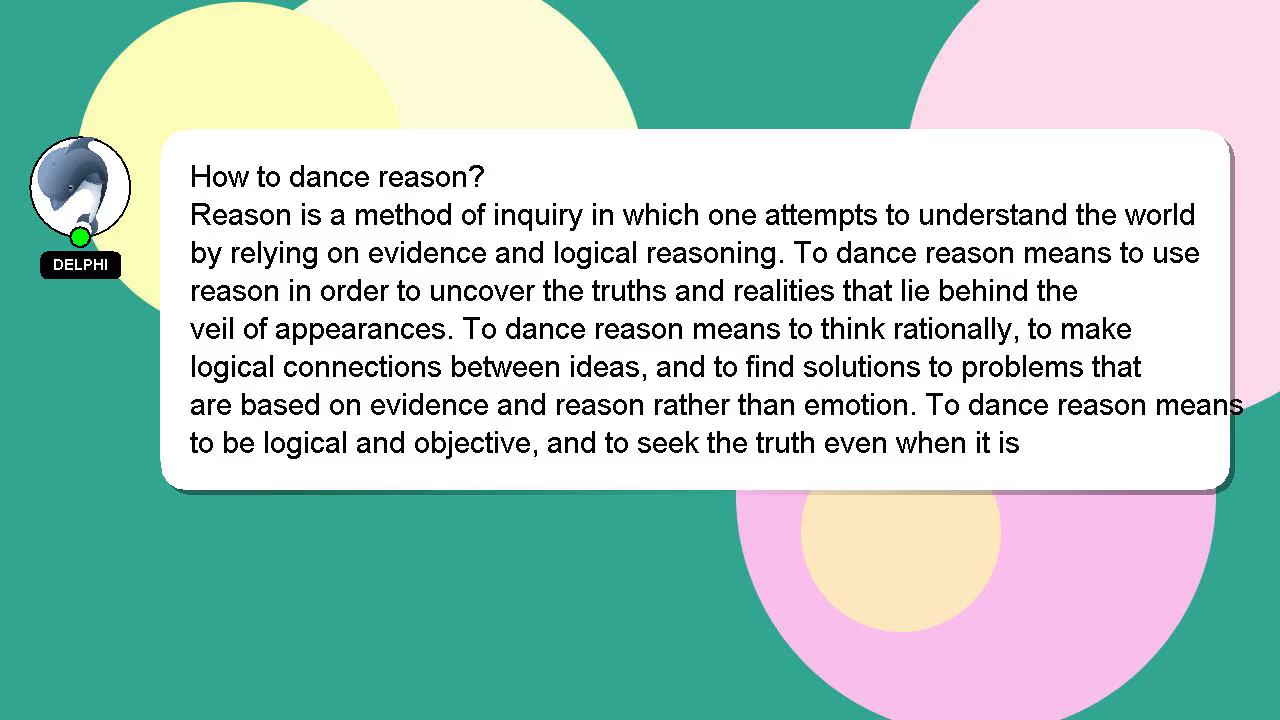 How to dance reason?
Reason is a method of inquiry in which one attempts to understand the world
by relying on evidence and logical reasoning. To dance reason means to use
reason in order to uncover the truths and realities that lie behind the
veil of appearances. To dance reason means to think rationally, to make
logical connections between ideas, and to find solutions to problems that
are based on evidence and reason rather than emotion. To dance reason means
to be logical and objective, and to seek the truth even when it is
DELPHI